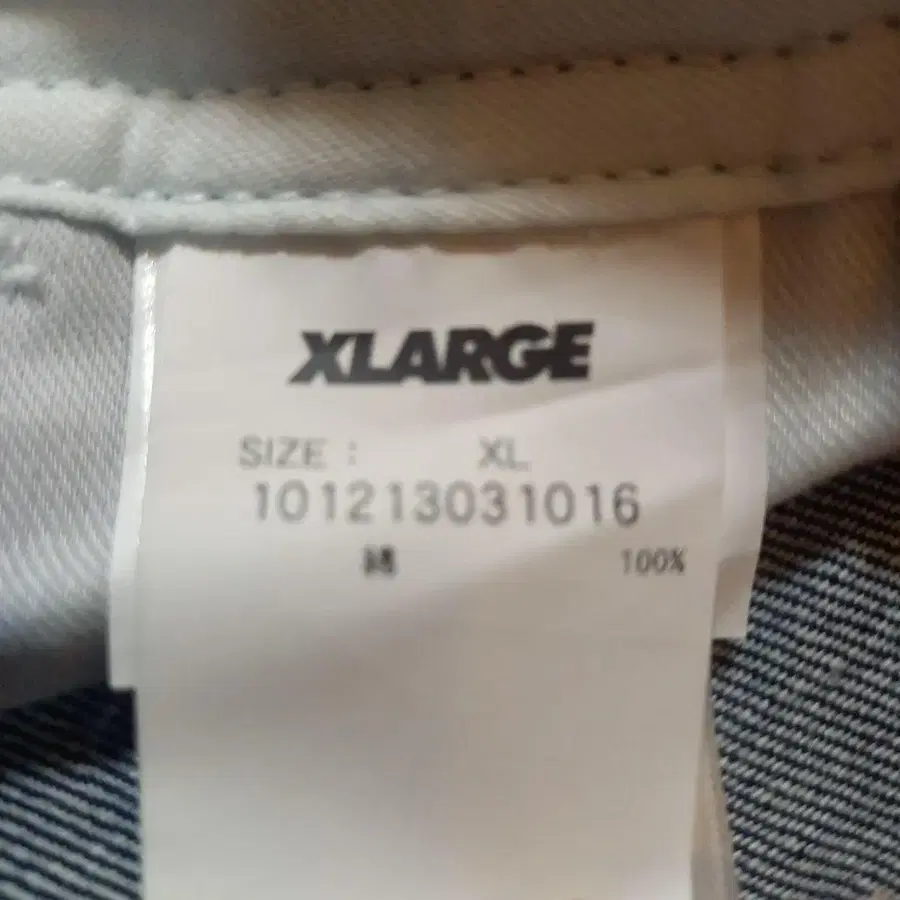 XLARGE
SIZE : XL
101213031016
綿 100%